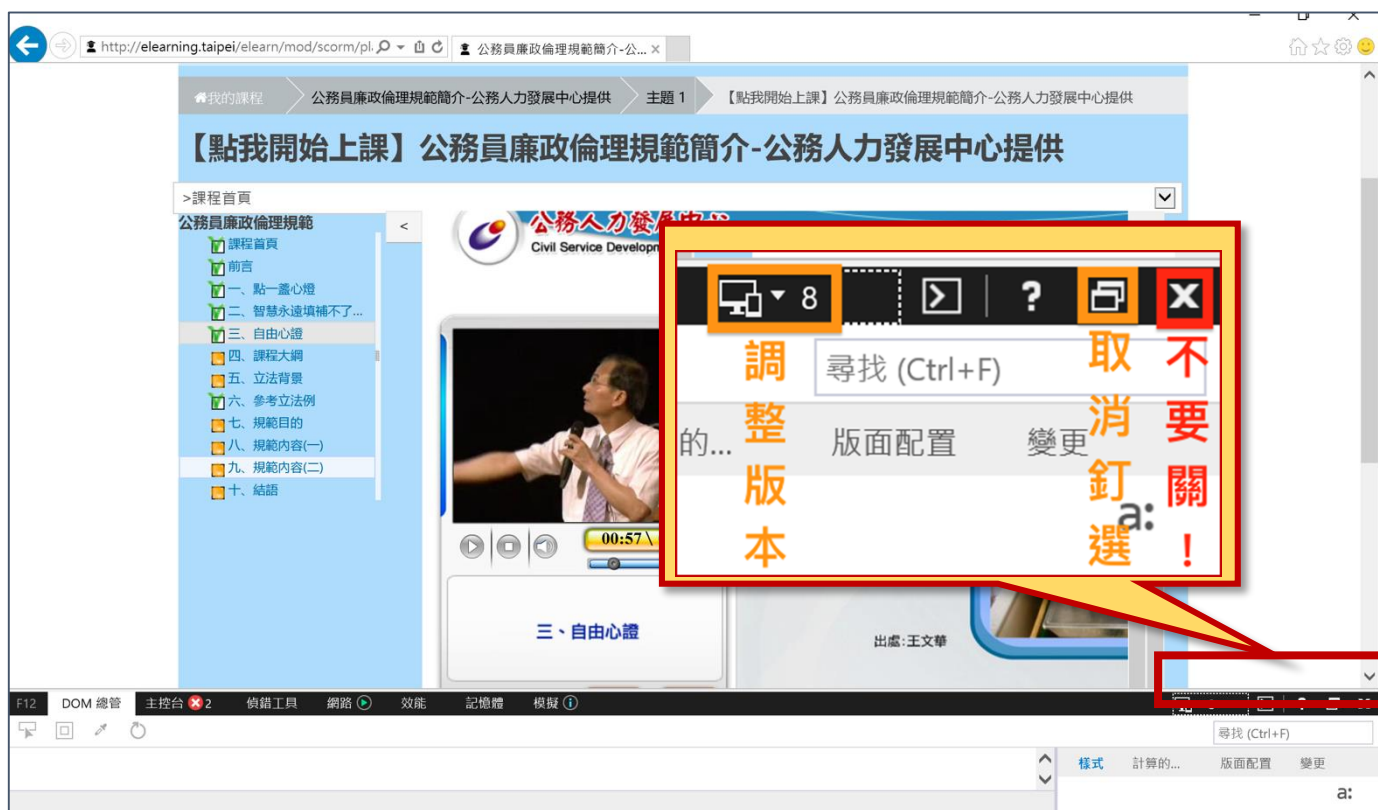 http://elearning.taipei/elearn/mod/scorm/pl
公務員廉政倫理規範簡介-公...
我的課程
公務員廉政倫理規範簡介-公務人力發展中心提供
主題 1
【點我開始上課】公務員廉政倫理規範簡介-公務人力發展中心提供
【點我開始上課】公務員廉政倫理規範簡介-公務人力發展中心提供
>課程首頁
公務員廉政倫理規範
<
課程首頁
前言
一、點一盞心燈
二、智慧永遠填補不了...
三、自由心證
四、課程大綱
五、立法背景
六、參考立法例
七、規範目的
八、規範內容(一)
九、規範內容(二)
十、結語
公務人力發展中心
Civil Service Developm
00:57 \
三、自由心證
出處:王文華
8
?
調整版本
取消釘選
不要關!
尋找 (Ctrl+F)
的...
版面配置
變更
a:
F12
DOM 總管
主控台
2
偵錯工具
網路
效能
記憶體
模擬
尋找 (Ctrl+F)
樣式
計算的...
版面配置
變更
a: